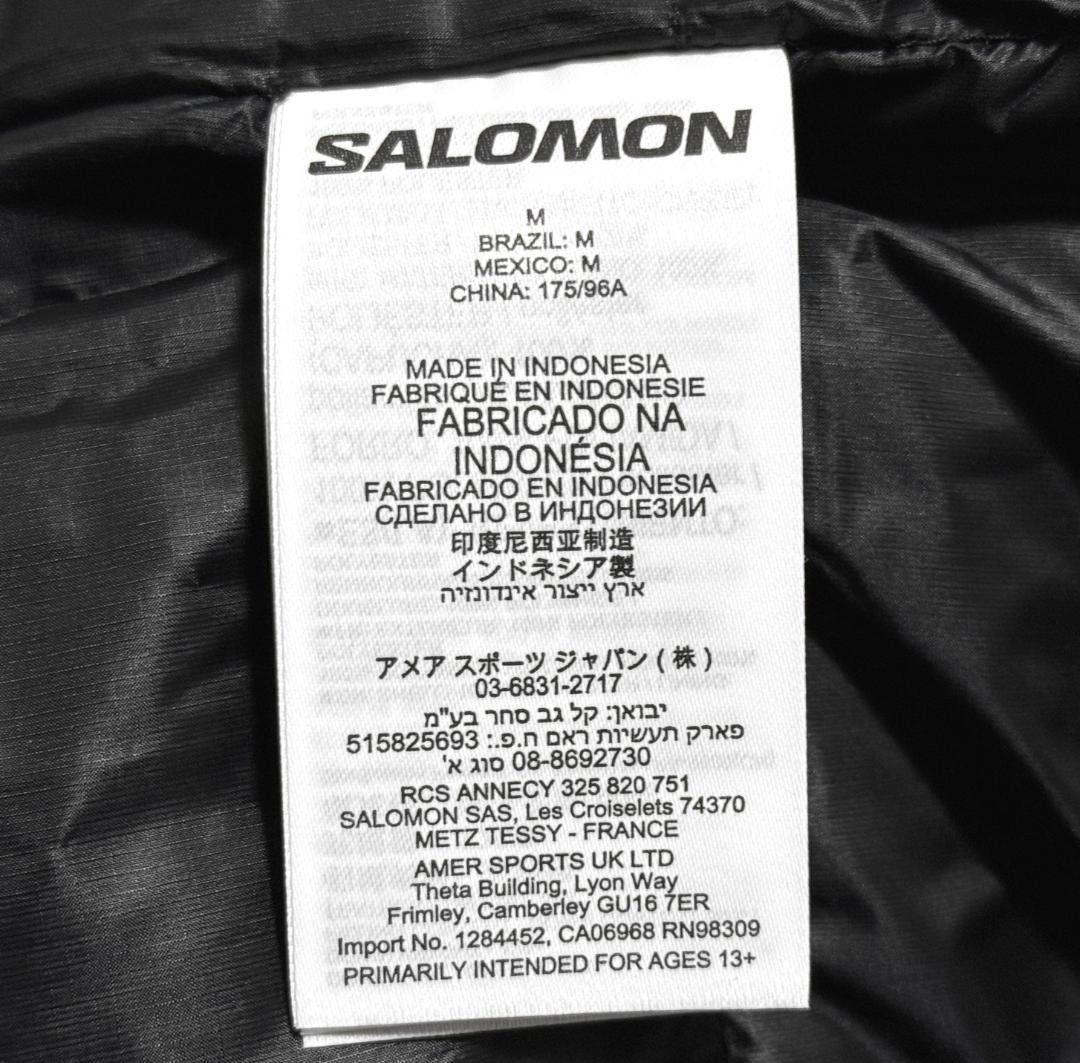 SALOMON
M
BRAZIL: M
MEXICO: M
CHINA: 175/96A
MADE IN INDONESIA
FABRIQUÉ EN INDONESIE
FABRICADO NA
INDONÉSIA
FABRICADO EN INDONESIA
СДЕЛАНО В ИНДОНЕЗИИ
印度尼西亚制造
インドネシア製
ארץ ייצור אינדונזיה
アメア スポーツ ジャパン ( 株 )
03-6831-2717
יבואן: קל גב סחר בע"מ
פארק תעשיות ראם ח.פ.: 515825693
08-8692730 סוג א'
RCS ANNECY 325 820 751
SALOMON SAS, Les Croiselets 74370
METZ TESSY - FRANCE
AMER SPORTS UK LTD
Theta Building, Lyon Way
Frimley, Camberley GU16 7ER
Import No. 1284452, CA06968 RN98309
PRIMARILY INTENDED FOR AGES 13+